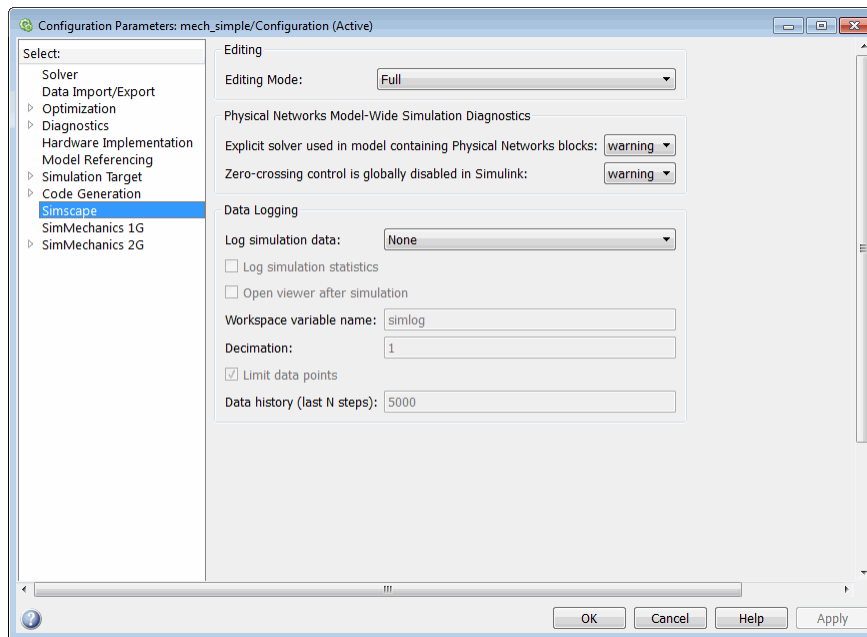 Configuration Parameters: mech_simple/Configuration (Active)
Select:
Solver
Data Import/Export
Optimization
Diagnostics
Hardware Implementation
Model Referencing
Simulation Target
Code Generation
Simscape
SimMechanics 1G
SimMechanics 2G
Editing
Editing Mode: Full
Physical Networks Model-Wide Simulation Diagnostics
Explicit solver used in model containing Physical Networks blocks: warning
Zero-crossing control is globally disabled in Simulink: warning
Data Logging
Log simulation data: None
Log simulation statistics
Open viewer after simulation
Workspace variable name: simlog
Decimation: 1
Limit data points
Data history (last N steps): 5000
OK Cancel Help Apply